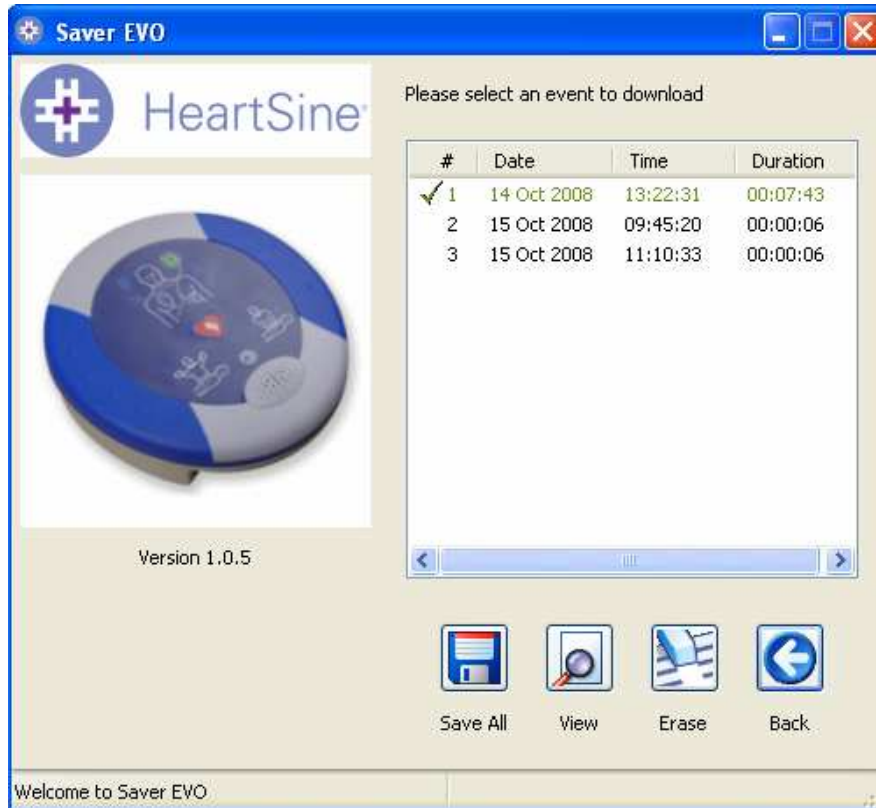 Saver EVO
HeartSine®
Please select an event to download
# Date Time Duration
1 14 Oct 2008 13:22:31 00:07:43
2 15 Oct 2008 09:45:20 00:00:06
3 15 Oct 2008 11:10:33 00:00:06
Version 1.0.5
Save All View Erase Back
Welcome to Saver EVO